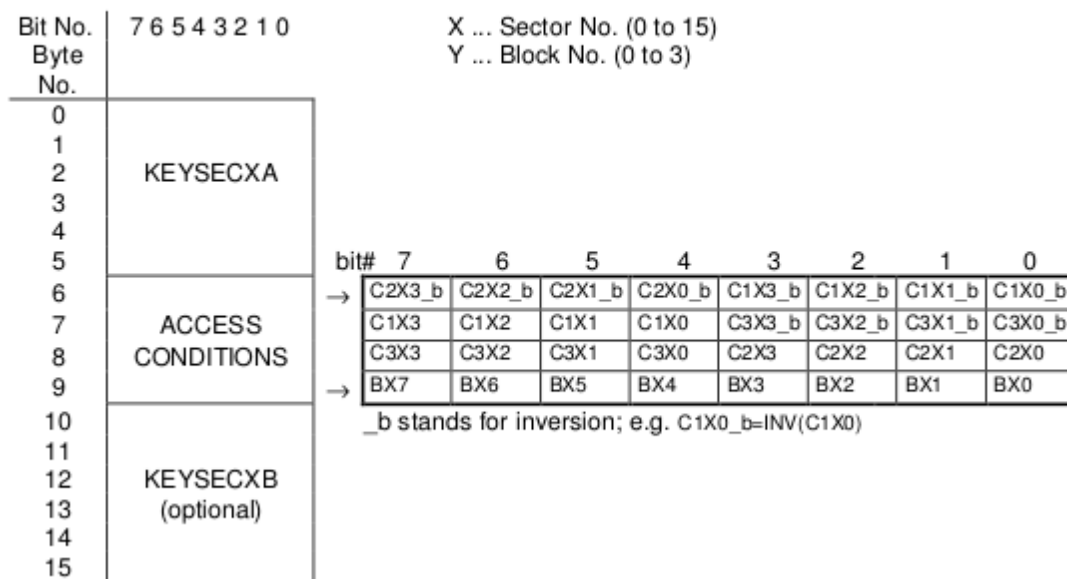 Bit No. 7 6 5 4 3 2 1 0 X ... Sector No. (0 to 15)
Byte Y ... Block No. (0 to 3)
No.
0
1
2 KEYSECXA
3
4
5 bit# 7 6 5 4 3 2 1 0
6 → C2X3_b C2X2_b C2X1_b C2X0_b C1X3_b C1X2_b C1X1_b C1X0_b
7 ACCESS C1X3 C1X2 C1X1 C1X0 C3X3_b C3X2_b C3X1_b C3X0_b
8 CONDITIONS C3X3 C3X2 C3X1 C3X0 C2X3 C2X2 C2X1 C2X0
9 → BX7 BX6 BX5 BX4 BX3 BX2 BX1 BX0
10 _b stands for inversion; e.g. C1X0_b=INV(C1X0)
11
12 KEYSECXB
13 (optional)
14
15